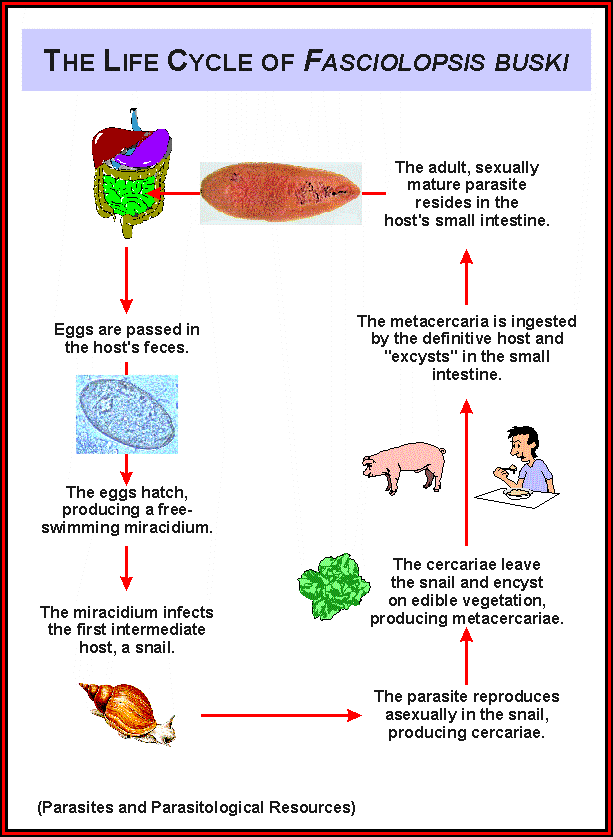 THE LIFE CYCLE OF FASCIOLOPSIS BUSKI
The adult, sexually
mature parasite
resides in the
host's small intestine.
Eggs are passed in
the host's feces.
The eggs hatch,
producing a free-
swimming miracidium.
The miracidium infects
the first intermediate
host, a snail.
The parasite reproduces
asexually in the snail,
producing cercariae.
The cercariae leave
the snail and encyst
on edible vegetation,
producing metacercariae.
The metacercaria is ingested
by the definitive host and
"excysts" in the small
intestine.
(Parasites and Parasitological Resources)